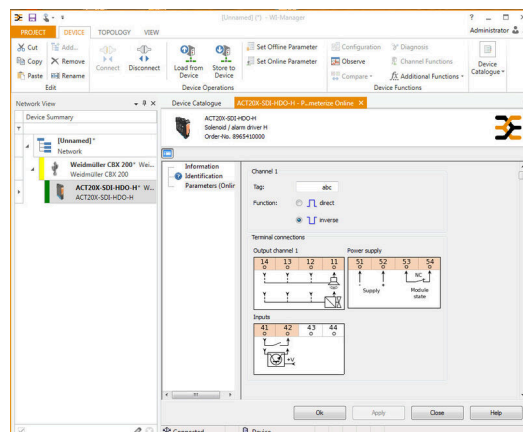 [Unnamed] (*) - WI-Manager
PROJECT DEVICE TOPOLOGY VIEW
Administrator
Cut Add...
Copy Remove
Paste Rename
Edit
Connect Disconnect
Load from Device Store to Device
Set Offline Parameter
Set Online Parameter
Device Operations
Configuration Diagnosis
Observe Channel Functions
Compare Additional Functions
Device Functions
Device Catalogue
Network View
Device Summary
[Unnamed]*
Network
Weidmüller CBX 200* Wei...
Weidmüller CBX 200
ACT20X-SDI-HDO-H* W...
ACT20X-SDI-HDO-H
Device Catalogue ACT20X-SDI-HDO-H - P...meterize Online
ACT20X-SDI-HDO-H
Solenoid / alarm driver H
Order-No. 8965410000
Information
Identification
Parameters (Onlin
Channel 1
Tag: abc
Function: direct
inverse
Terminal connections
Output channel 1 Power supply
14 13 12 11 51 52 53 54
NC
Supply Module state
Inputs
41 42 43 44
+V
Ok Apply Close Help
Connected Device